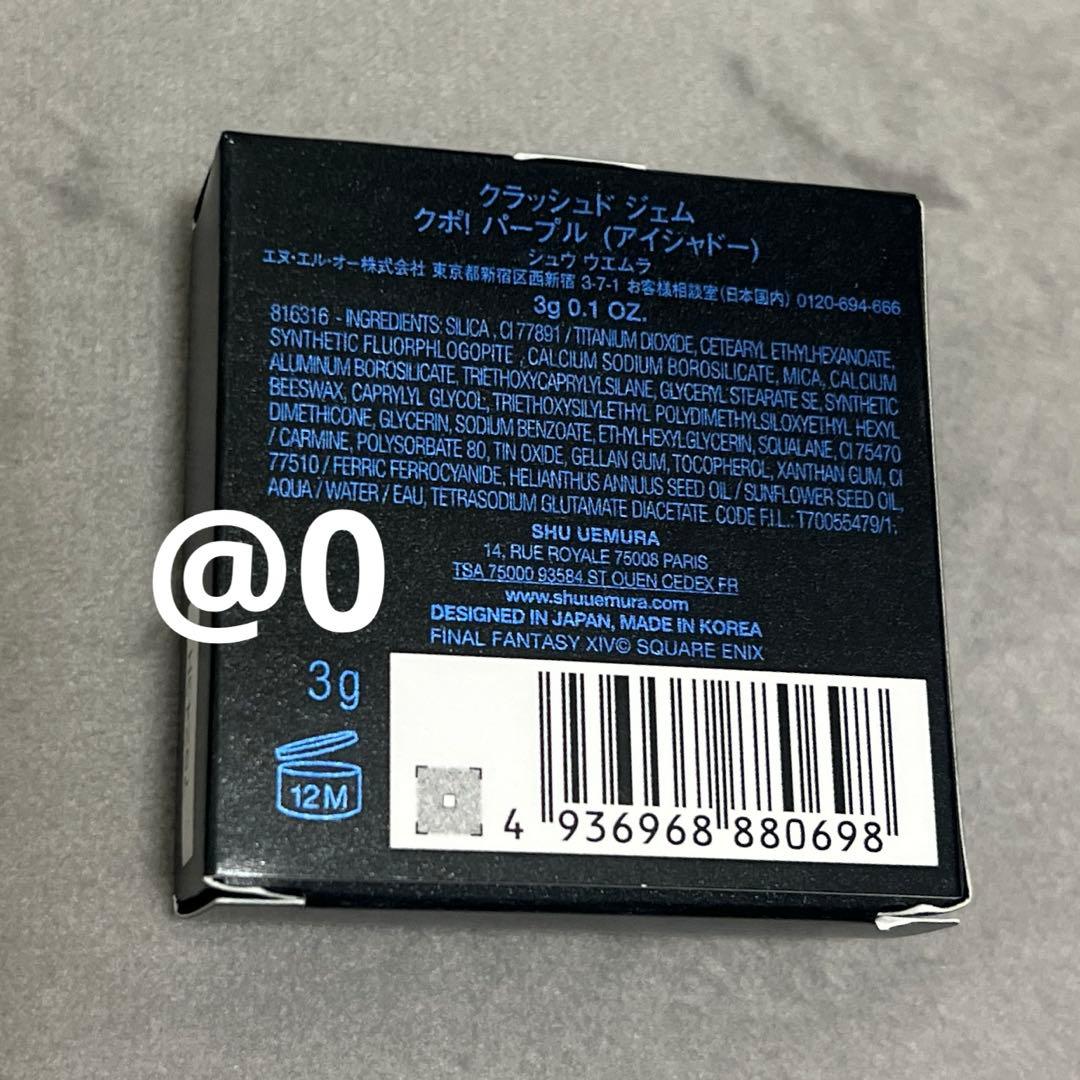 クラッシュド ジェム
クポ! パープル (アイシャドー)
シュウ ウエムラ
エヌ・エル・オー株式会社 東京都新宿区西新宿 3-7-1 お客様相談室(日本国内) 0120-694-666
3g 0.1 OZ.
816316 - INGREDIENTS: SILICA , CI 77891 / TITANIUM DIOXIDE, CETEARYL ETHYLHEXANOATE,
SYNTHETIC FLUORPHLOGOPITE , CALCIUM SODIUM BOROSILICATE, MICA, CALCIUM
ALUMINUM BOROSILICATE, TRIETHOXYCAPRYLYLSILANE, GLYCERYL STEARATE SE, SYNTHETIC
BEESWAX, CAPRYLYL GLYCOL, TRIETHOXYSILYLETHYL POLYDIMETHYLSILOXYETHYL HEXYL
DIMETHICONE, GLYCERIN, SODIUM BENZOATE, ETHYLHEXYLGLYCERIN, SQUALANE, CI 75470
/ CARMINE, POLYSORBATE 80, TIN OXIDE, GELLAN GUM, TOCOPHEROL, XANTHAN GUM, CI
77510 / FERRIC FERROCYANIDE, HELIANTHUS ANNUUS SEED OIL / SUNFLOWER SEED OIL,
AQUA / WATER / EAU, TETRASODIUM GLUTAMATE DIACETATE. CODE F.I.L.: T70055479/1.
@0
SHU UEMURA
14, RUE ROYALE 75008 PARIS
TSA 75000 93584 ST OUEN CEDEX FR
www.shuuemura.com
DESIGNED IN JAPAN, MADE IN KOREA
FINAL FANTASY XIV© SQUARE ENIX
3g
12M
4 936968 880698